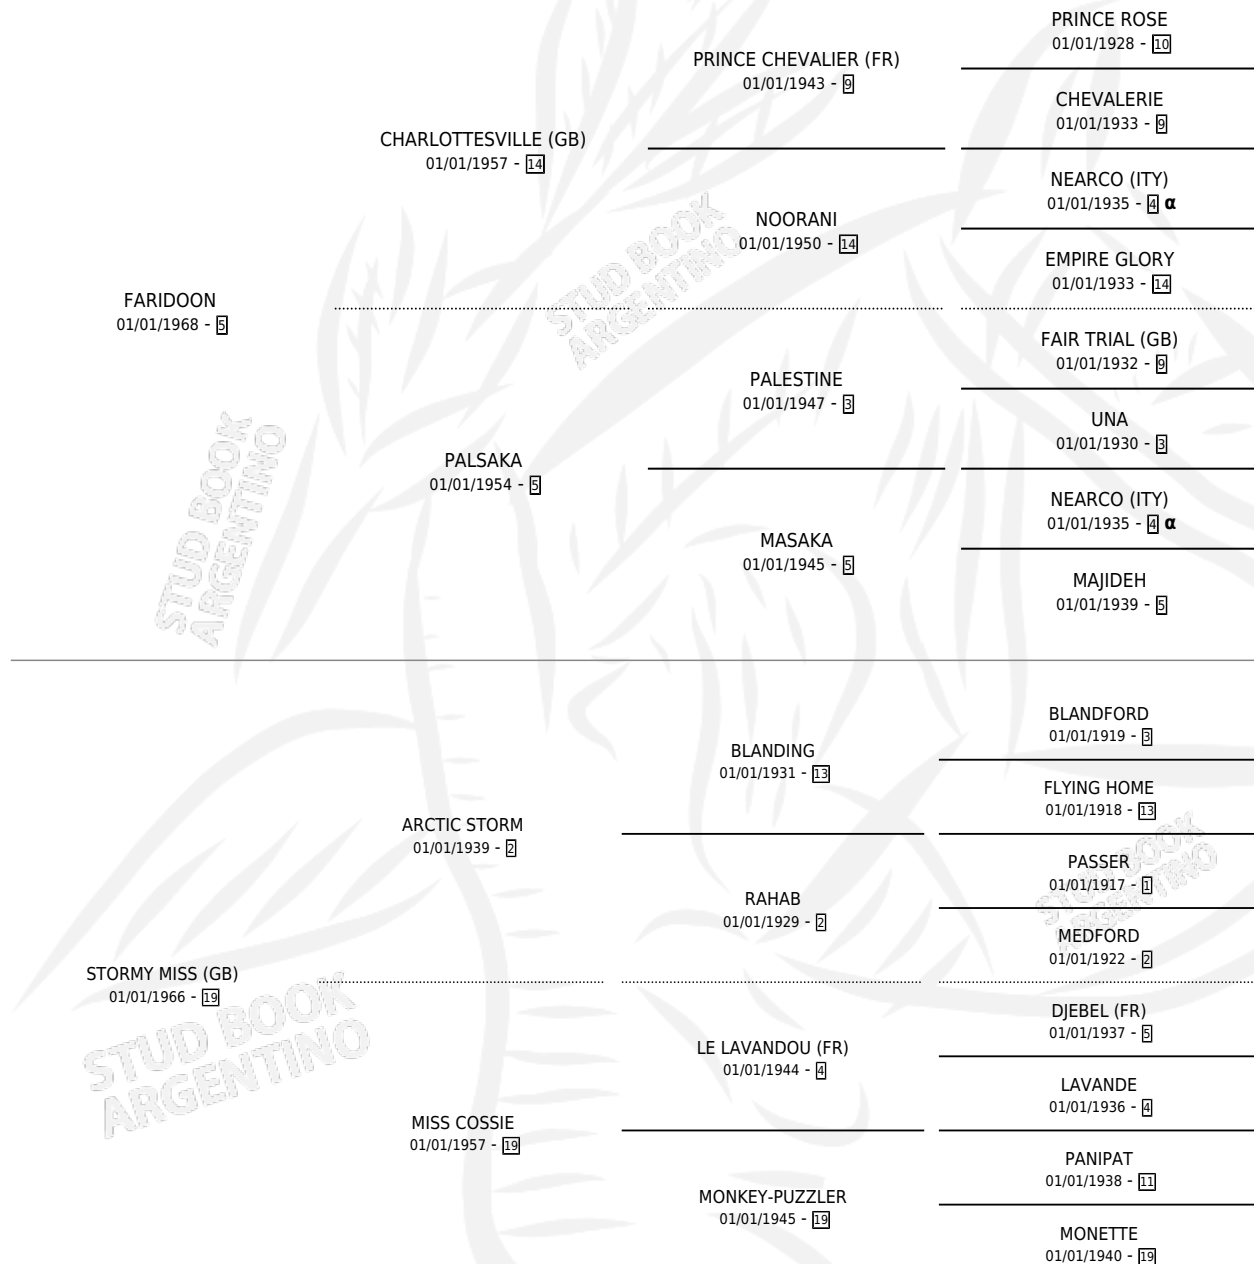 PRINCE ROSE
01/01/1928 - 10
PRINCE CHEVALIER (FR)
01/01/1943 - 9
CHEVALERIE
01/01/1933 - 9
CHARLOTTESVILLE (GB)
01/01/1957 - 14
NEARCO (ITY)
01/01/1935 - 4 α
NOORANI
01/01/1950 - 14
EMPIRE GLORY
01/01/1933 - 14
FARIDOON
01/01/1968 - 5
FAIR TRIAL (GB)
01/01/1932 - 9
PALESTINE
01/01/1947 - 3
UNA
01/01/1930 - 3
PALSAKA
01/01/1954 - 5
NEARCO (ITY)
01/01/1935 - 4 α
MASAKA
01/01/1945 - 5
MAJIDEH
01/01/1939 - 5
BLANDFORD
01/01/1919 - 3
BLANDING
01/01/1931 - 13
FLYING HOME
01/01/1918 - 13
ARCTIC STORM
01/01/1939 - 2
PASSER
01/01/1917 - 1
RAHAB
01/01/1929 - 2
MEDFORD
01/01/1922 - 2
STORMY MISS (GB)
01/01/1966 - 19
DJEBEL (FR)
01/01/1937 - 5
LE LAVANDOU (FR)
01/01/1944 - 4
LAVANDE
01/01/1936 - 4
MISS COSSIE
01/01/1957 - 19
PANIPAT
01/01/1938 - 11
MONKEY-PUZZLER
01/01/1945 - 19
MONETTE
01/01/1940 - 19
STUD BOOK
ARGENTINO
STUD BOOK
ARGENTINO
STUD BOOK
ARGENTINO
STUD BOOK
ARGENTINO